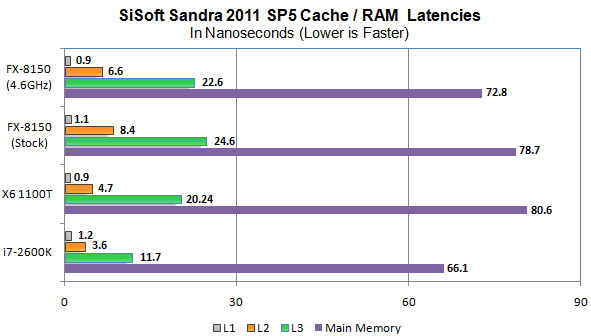 SiSoft Sandra 2011 SP5 Cache / RAM Latencies
In Nanoseconds (Lower is Faster)
FX-8150
(4.6GHz)
0.9
6.6
22.6
72.8
FX-8150
(Stock)
1.1
8.4
24.6
78.7
X6 1100T
0.9
4.7
20.24
80.6
i7-2600K
1.2
3.6
11.7
66.1
0 30 60 90
L1 L2 L3 Main Memory